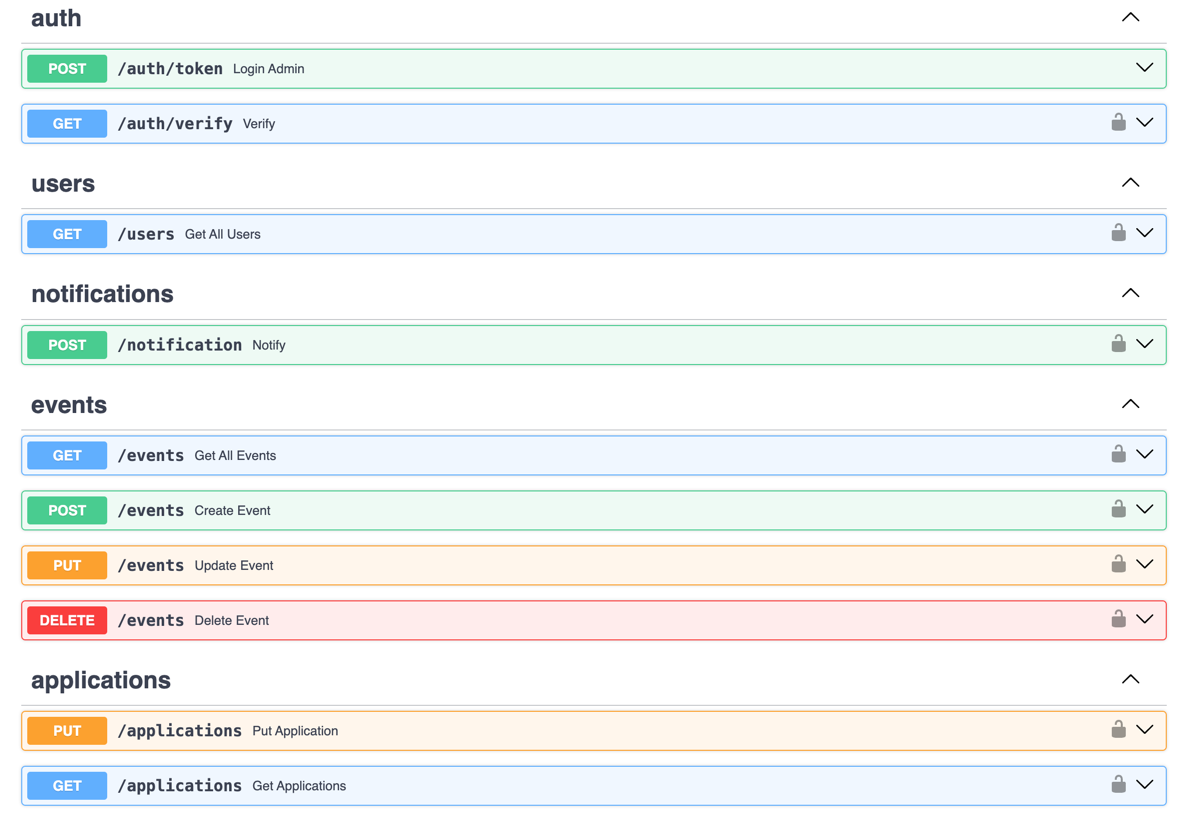 auth
POST /auth/token Login Admin
GET /auth/verify Verify
users
GET /users Get All Users
notifications
POST /notification Notify
events
GET /events Get All Events
POST /events Create Event
PUT /events Update Event
DELETE /events Delete Event
applications
PUT /applications Put Application
GET /applications Get Applications